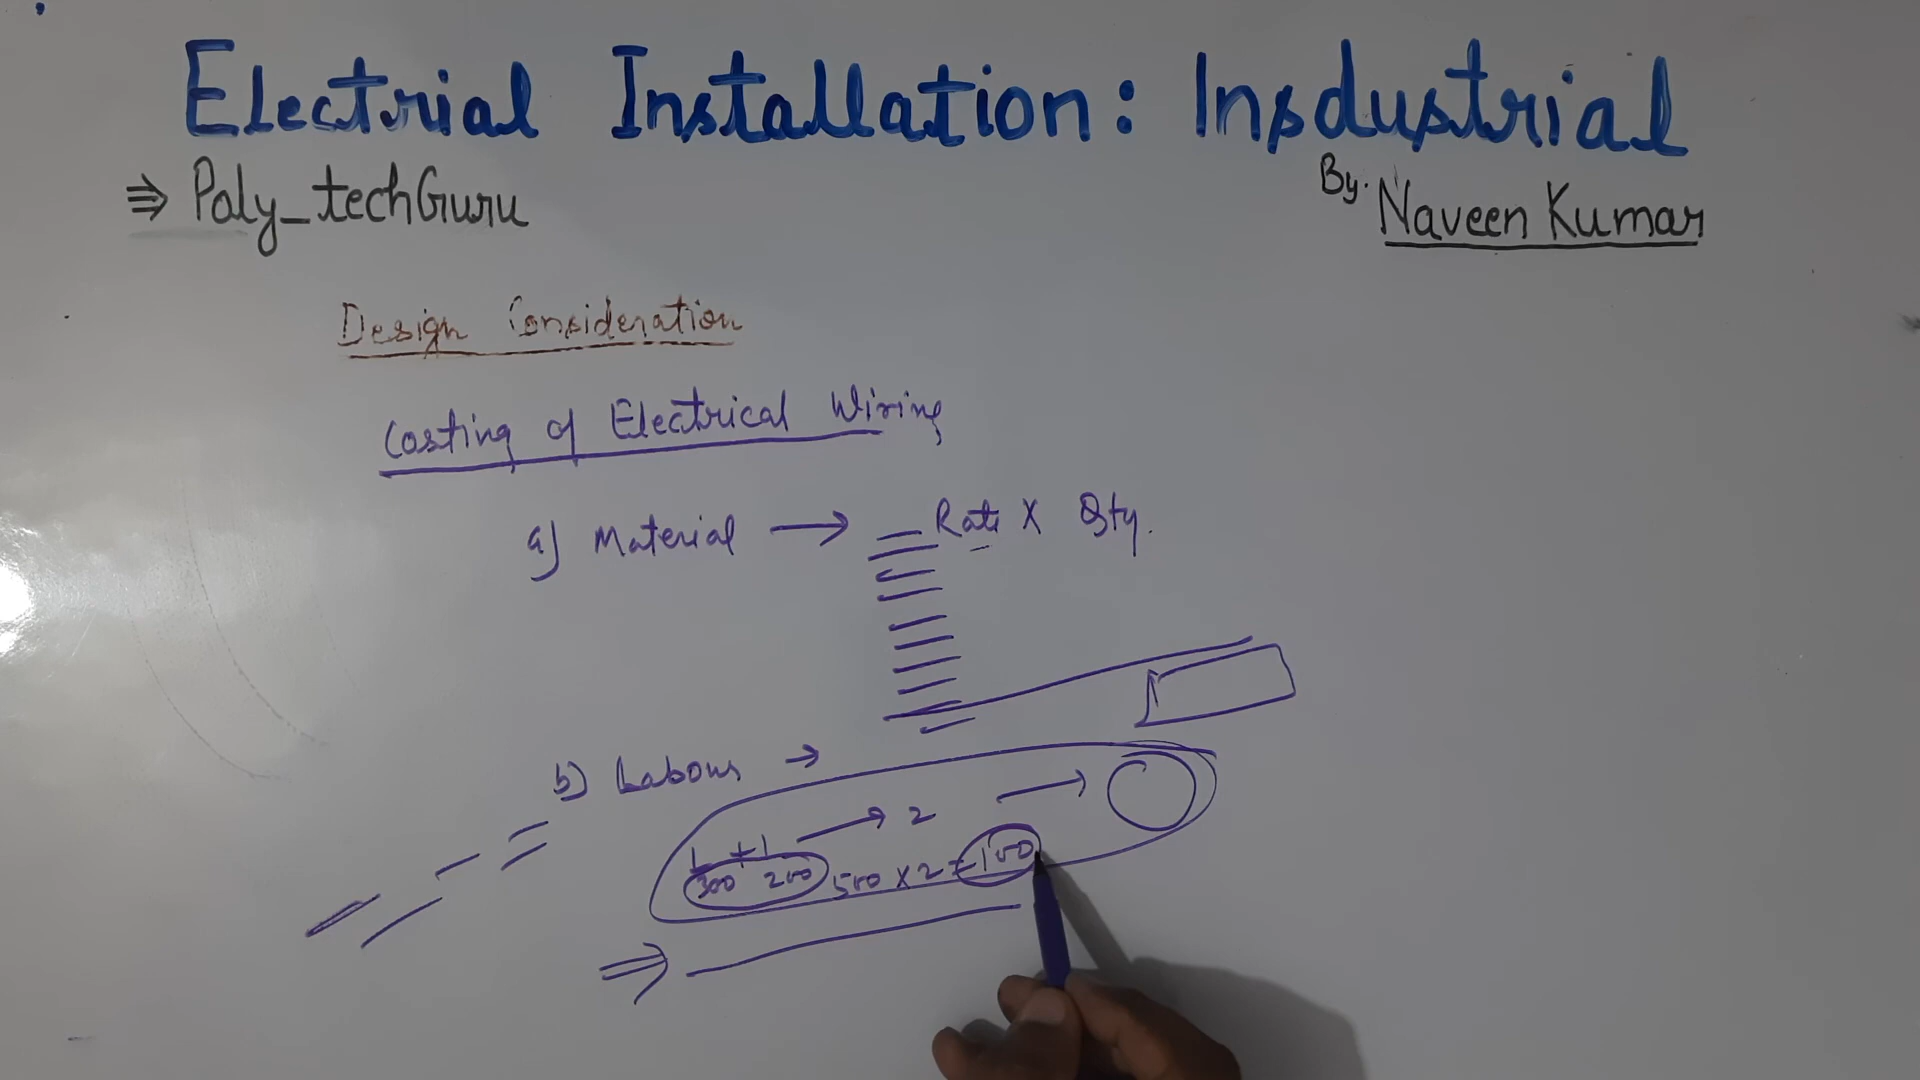 Electrial Installation: Insdustrial
⇒ Poly_techGuru
By. Naveen Kumar
Design Consideration
Costing of Electrical Wiring
a) Material → Rate X Qty.
b) Labour →
1 + 1 → 2 →
300 200 500 x 2 =
⇒